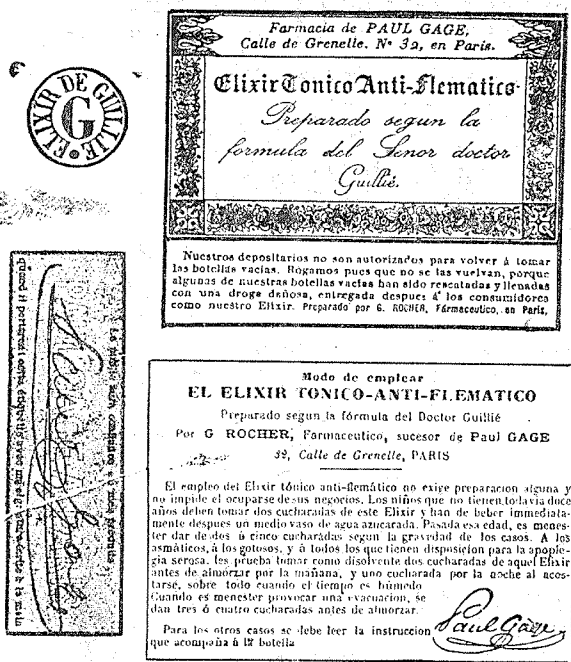 ELIXIR DE GUILLIE
G
Farmacia de PAUL GAGE,
Calle de Grenelle. Nº 32, en Paris.
Elixir Tonico Anti-Flematico
Preparado segun la
formula del Senor doctor
Guillié.
Nuestros depositarios no son autorizados para volver á tomar
las botellas vacias. Rogamos pues que no se las vuelvan, porque
algunas de nuestras botellas vacias han sido rescatadas y llenadas
con una droga dañosa, entregada despues á los consumidores
como nuestro Elixir. Preparado por G. ROCHER, Farmaceutico, en Paris,
Modo de emplear
EL ELIXIR TONICO-ANTI-FLEMATICO
Preparado segun la fórmula del Doctor Guillié
Por G ROCHER, Farmaceutico, sucesor de Paul GAGE
32, Calle de Grenelle, PARIS
El empleo del Elixir tónico anti-flemático no exige preparacion alguna y
no impide el ocuparse de sus negocios. Los niños que no tienen todavia doce
años deben tomar dos cucharadas de este Elixir y han de beber immediata-
mente despues un medio vaso de agua azucarada. Pasada esa edad, es menes-
ter dar de dos á cinco cucharadas segun la gravedad de los casos. A los
asmáticos, à los gotosos, y à todos los que tienen disposicion para la apople-
gia serosa, les prueba tomar como disolvente dos cucharadas de aquel Elixir
antes de almorzar por la mañana, y uno cucharada por la noche al acos-
tarse, sobre todo cuando el tiempo es húmedo
Cuando es menester provocar una evacuacion, se
dan tres ó cuatro cucharadas antes de almorzar.
Para los otros casos se debe leer la instruccion
que acompaña à la botella
Paul Gage